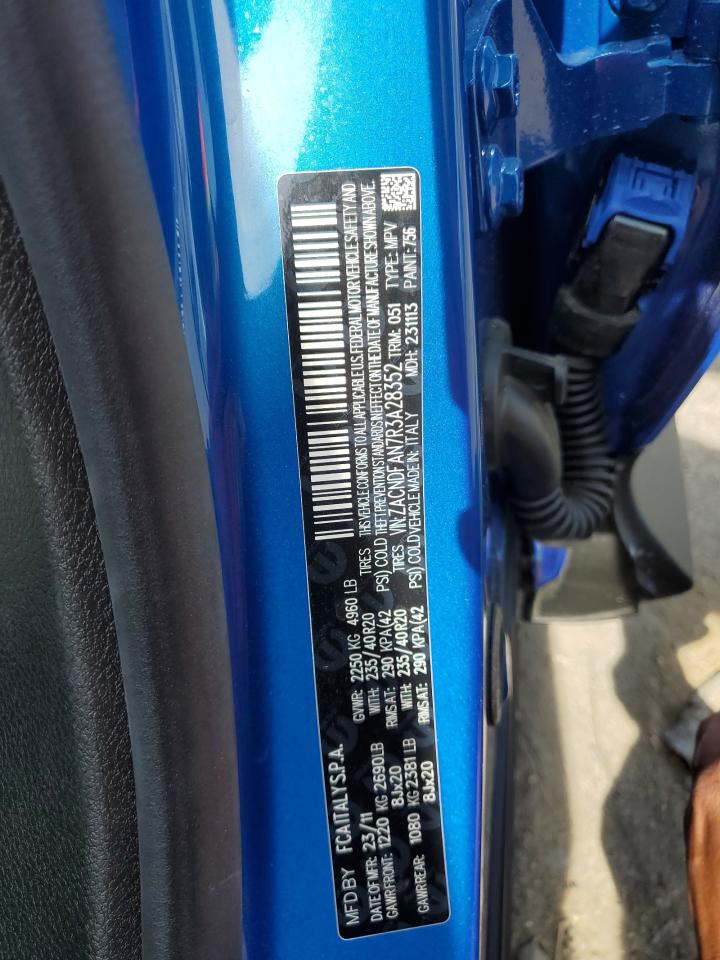 MFD BY FCA ITALY S.P.A.
DATE OF MFR: 23/11 GVWR: 2250 KG 4960 LB
GAWR FRONT: 1220 KG 2690 LB WITH: 235/40R20 TIRES
8Jx20 RIMS AT: 290 KPA(42 PSI) COLD
GAWR REAR: 1080 KG 2381 LB WITH: 235/40R20 TIRES
8Jx20 RIMS AT: 290 KPA(42 PSI) COLD
THIS VEHICLE CONFORMS TO ALL APPLICABLE U.S. FEDERAL MOTOR VEHICLE SAFETY AND
THEFT PREVENTION STANDARDS IN EFFECT ON THE DATE OF MANUFACTURE SHOWN ABOVE.
VIN: ZACNDFAN7R3A28352 TRIM: 051 TYPE: MPV
VEHICLE MADE IN: ITALY MDH: 231113 PAINT: 756